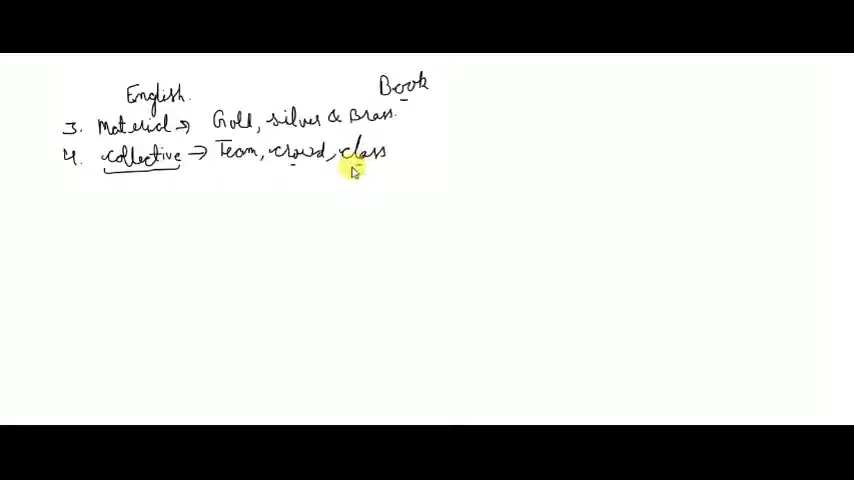 Book
English.
3. Material → Gold, silver & Brass.
4. collective → Team, crowd, class